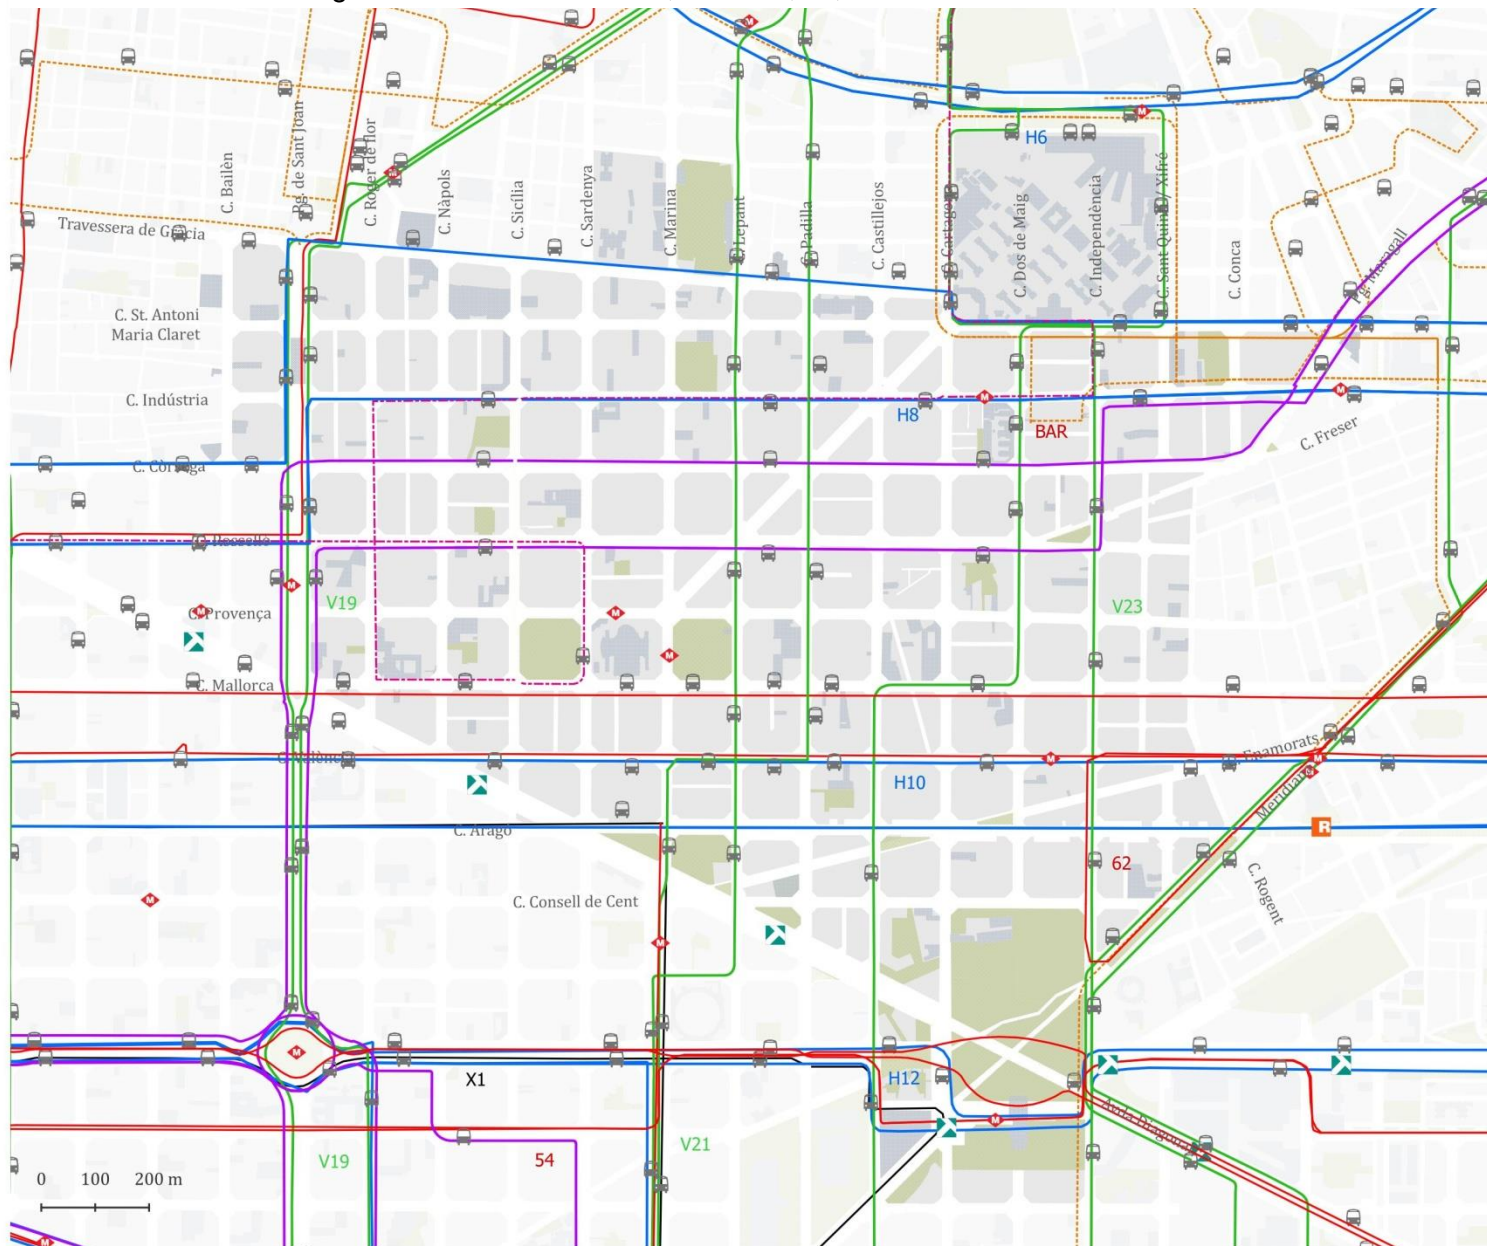 H6
C. Bailèn
Pg. de Sant Joan
C. Roger de flor
C. Nàpols
C. Sicília
C. Sardenya
C. Marina
C. Lepant
C. Padilla
C. Castillejos
C. Cartagena
C. Dos de Maig
C. Independència
C. Sant Quintí / Xifré
C. Conca
Pg. Maragall
Travessera de Gràcia
C. St. Antoni
Maria Claret
C. Indústria
H8
BAR
C. Freser
C. Còrsega
C. Rosselló
C. Provença
V19
V23
C. Mallorca
C. València
Enamorats
H10
Meridiana
C. Aragó
62
C. Rogent
C. Consell de Cent
X1
H12
Avda Diagonal
V21
V19
54
0 100 200 m
M
R